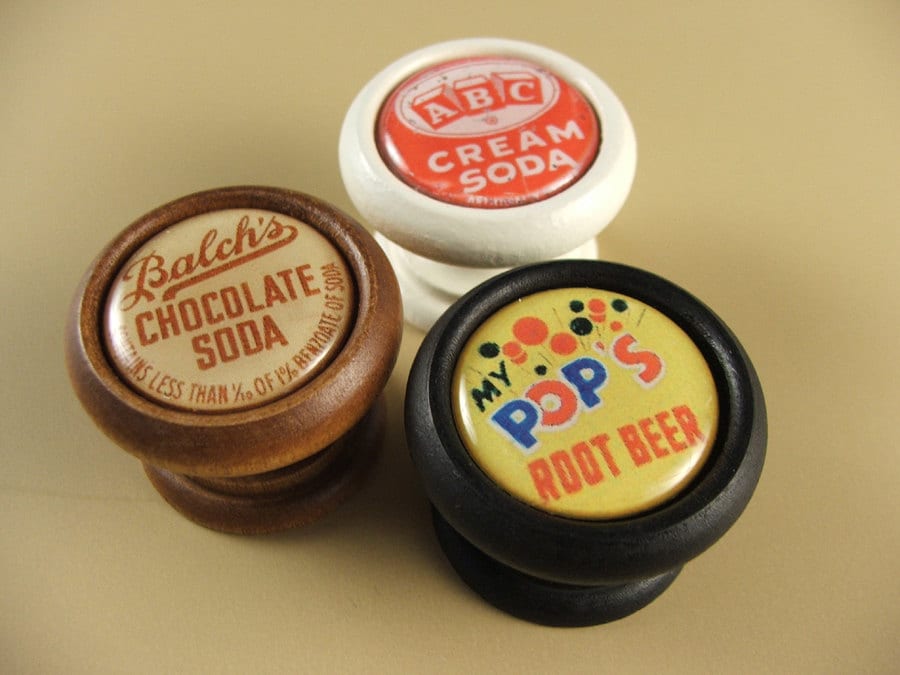 ABC
CREAM
SODA
Balch's
CHOCOLATE
SODA
LESS THAN 1/10 OF 1% BENZOATE OF SODA
MY
POP'S
ROOT BEER